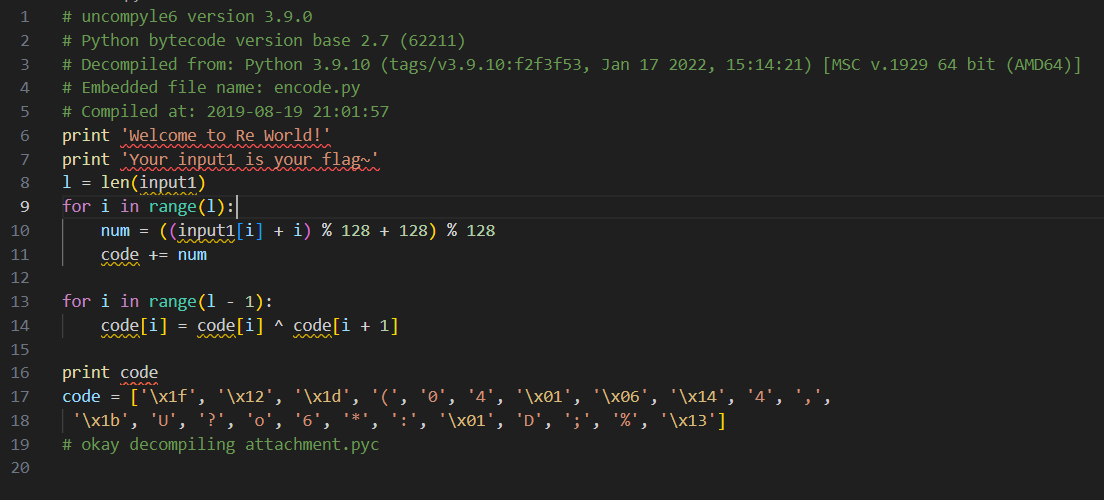 1 # uncompyle6 version 3.9.0
2 # Python bytecode version base 2.7 (62211)
3 # Decompiled from: Python 3.9.10 (tags/v3.9.10:f2f3f53, Jan 17 2022, 15:14:21) [MSC v.1929 64 bit (AMD64)]
4 # Embedded file name: encode.py
5 # Compiled at: 2019-08-19 21:01:57
6 print 'Welcome to Re World!'
7 print 'Your input1 is your flag~'
8 l = len(input1)
9 for i in range(l):
10     num = ((input1[i] + i) % 128 + 128) % 128
11     code += num
12
13 for i in range(l - 1):
14     code[i] = code[i] ^ code[i + 1]
15
16 print code
17 code = ['\x1f', '\x12', '\x1d', '(', '0', '4', '\x01', '\x06', '\x14', '4', ',',
18  '\x1b', 'U', '?', 'o', '6', '*', ':', '\x01', 'D', ';', '%', '\x13']
19 # okay decompiling attachment.pyc
20